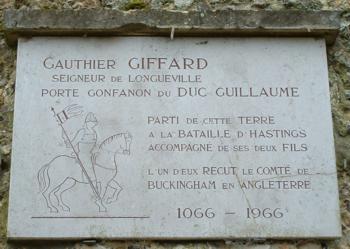 GAUTHIER GIFFARD
SEIGNEUR DE LONGUEVILLE
PORTE GONFANON DU DUC GUILLAUME
PARTI DE CETTE TERRE
A LA BATAILLE D'HASTINGS
ACCOMPAGNE DE SES DEUX FILS
L'UN D'EUX RECUT LE COMTE DE
BUCKINGHAM EN ANGLETERRE
1066 - 1966